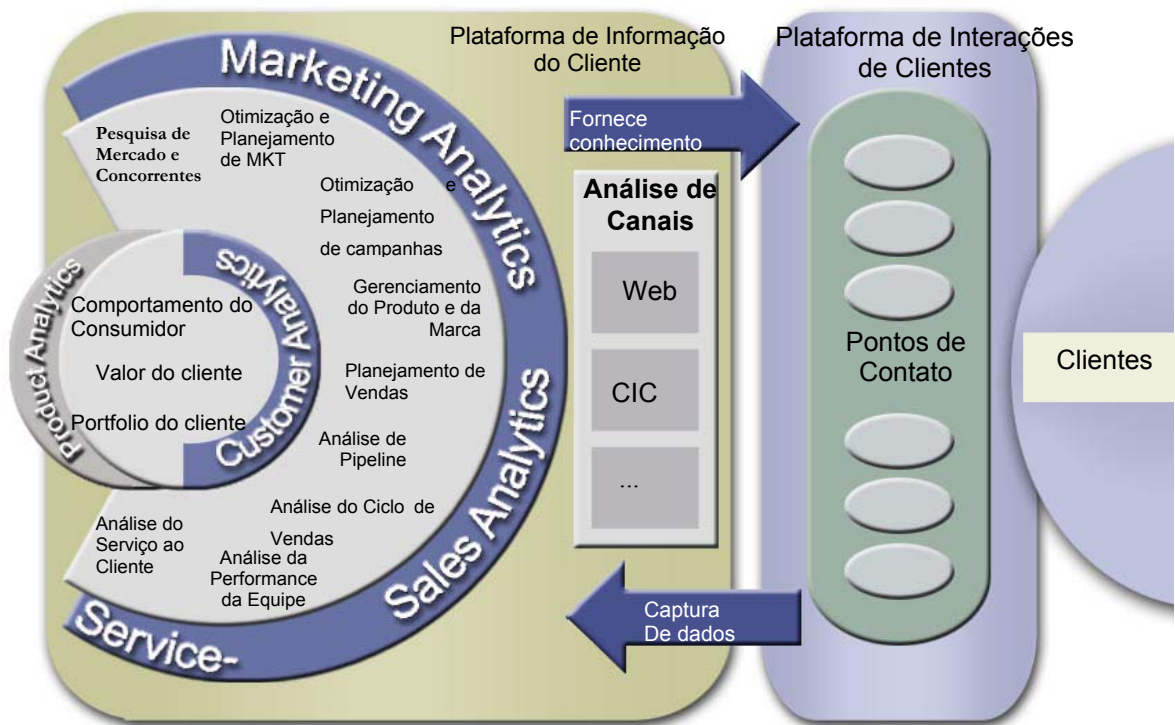 Plataforma de Informação
do Cliente
Plataforma de Interações
de Clientes
Marketing Analytics
Sales Analytics
Service-
Pesquisa de
Mercado e
Concorrentes
Otimização e
Planejamento
de MKT
Otimização e
Planejamento
de campanhas
Gerenciamento
do Produto e da
Marca
Planejamento de
Vendas
Análise de
Pipeline
Análise do Ciclo de
Vendas
Análise da
Performance
da Equipe
Análise do
Serviço ao
Cliente
Product Analytics
Customer Analytics
Comportamento do
Consumidor
Valor do cliente
Portfolio do cliente
Fornece
conhecimento
Análise de
Canais
Web
CIC
...
Captura
De dados
Pontos de
Contato
Clientes